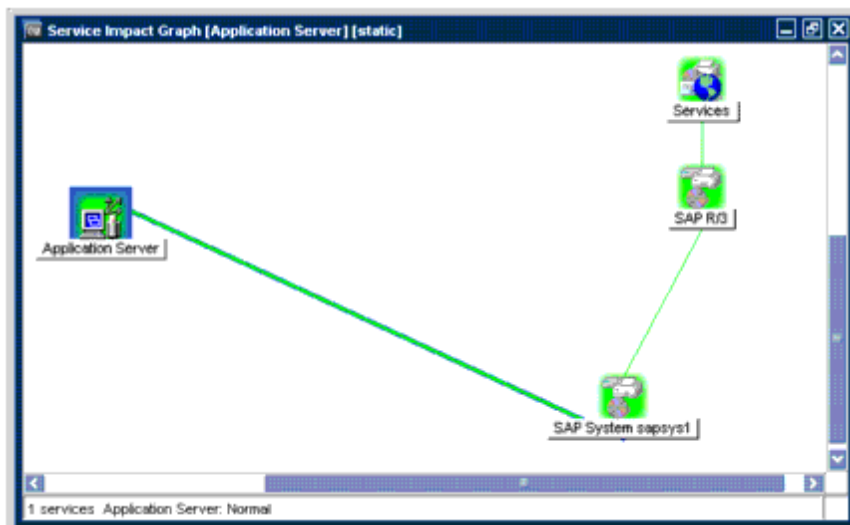 Service Impact Graph [Application Server] [static]
Services
SAP R/3
Application Server
SAP System sapsys1
1 services Application Server: Normal